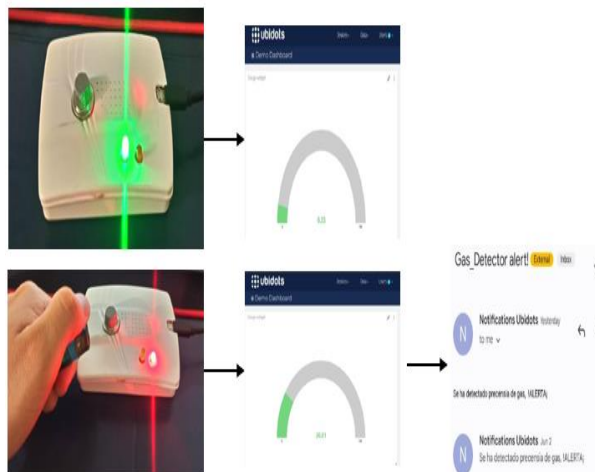 ubidots
Demo Dashboard
ubidots
Demo Dashboard
Gas_Detector alert! External Inbox
Notifications Ubidots Yesterday
to me
N
Se ha detectado precensia de gas, !ALERTA¡
Notifications Ubidots Jun 2
N
Se ha detectado precensia de gas, !ALERTA¡